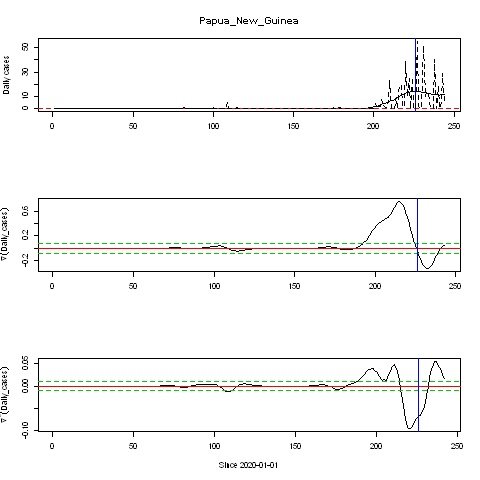 Papua_New_Guinea
Daily cases
0 10 30 50
0 50 100 150 200 250
∇(Daily_cases)
-0.2 0.2 0.6
0 50 100 150 200 250
∇'(Daily_cases)
-0.10 0.00 0.05
0 50 100 150 200 250
Since 2020-01-01